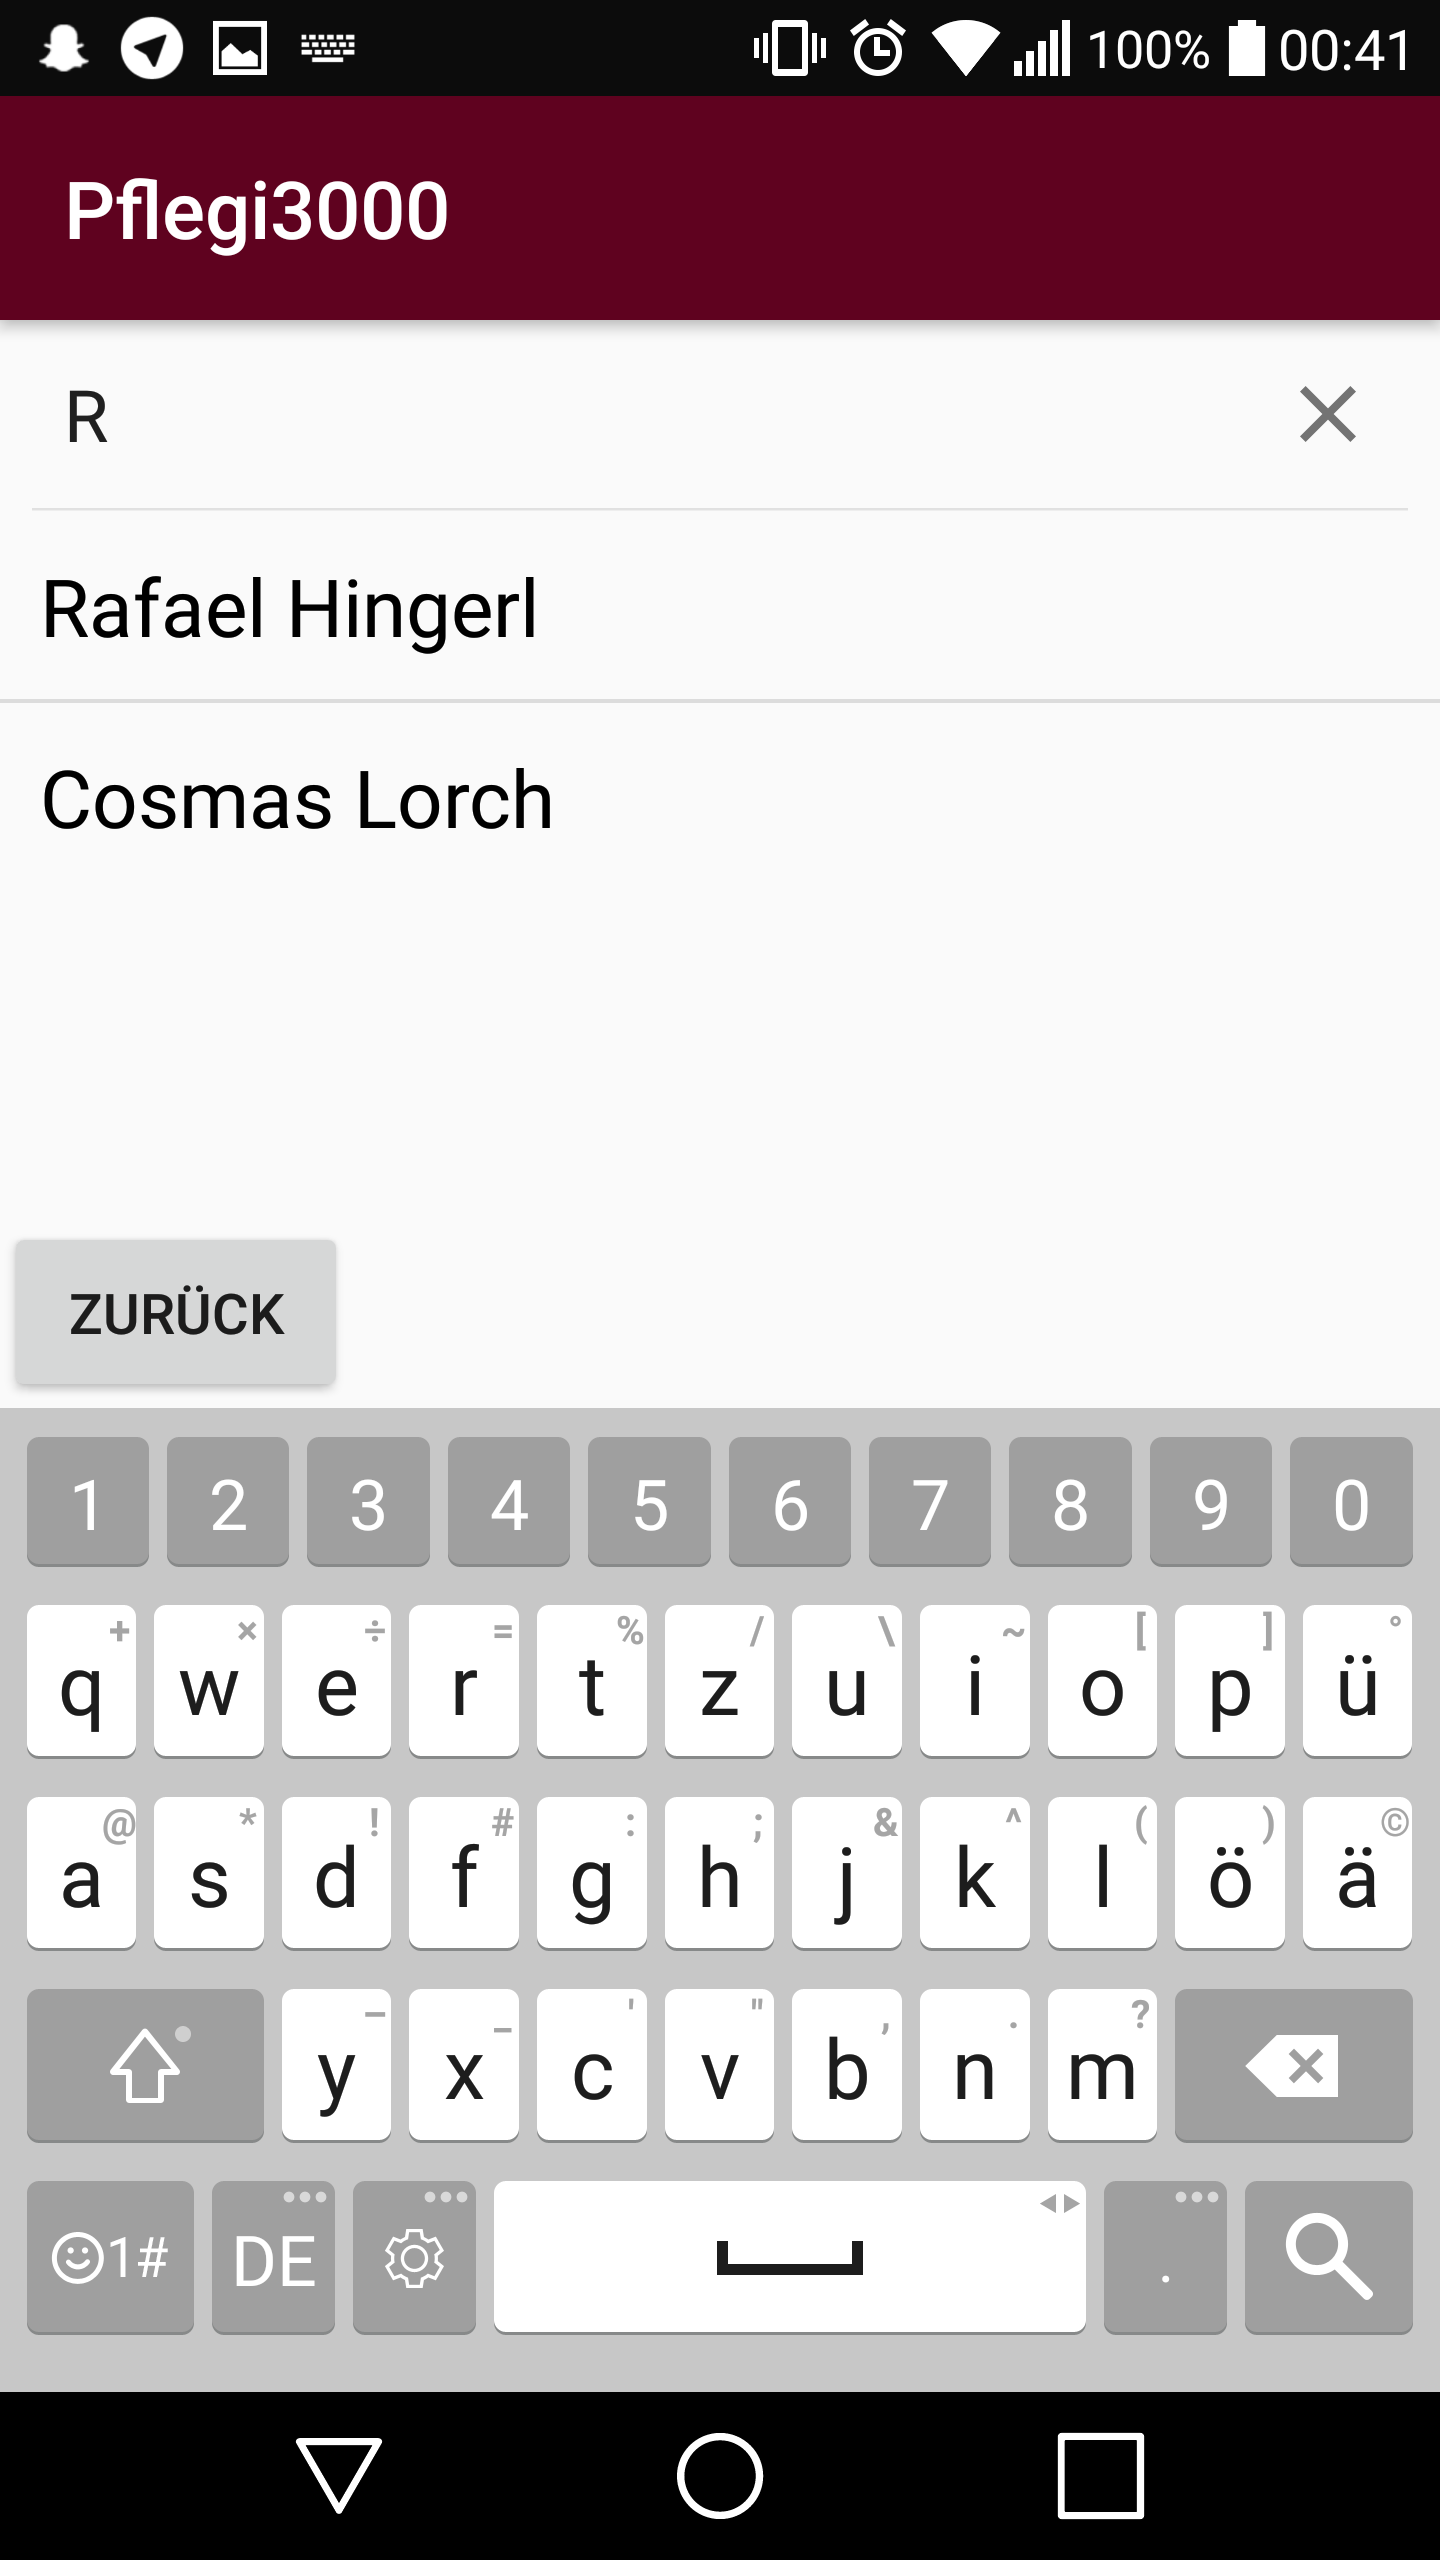 100% 00:41
Pflegi3000
R
Rafael Hingerl
Cosmas Lorch
ZURÜCK
1 2 3 4 5 6 7 8 9 0
+ × ÷ = % / \ ~ [ ] °
q w e r t z u i o p ü
@ * ! # : ; & ^ ( ) ©
a s d f g h j k l ö ä
– _ ' " , . ?
y x c v b n m
1# DE .